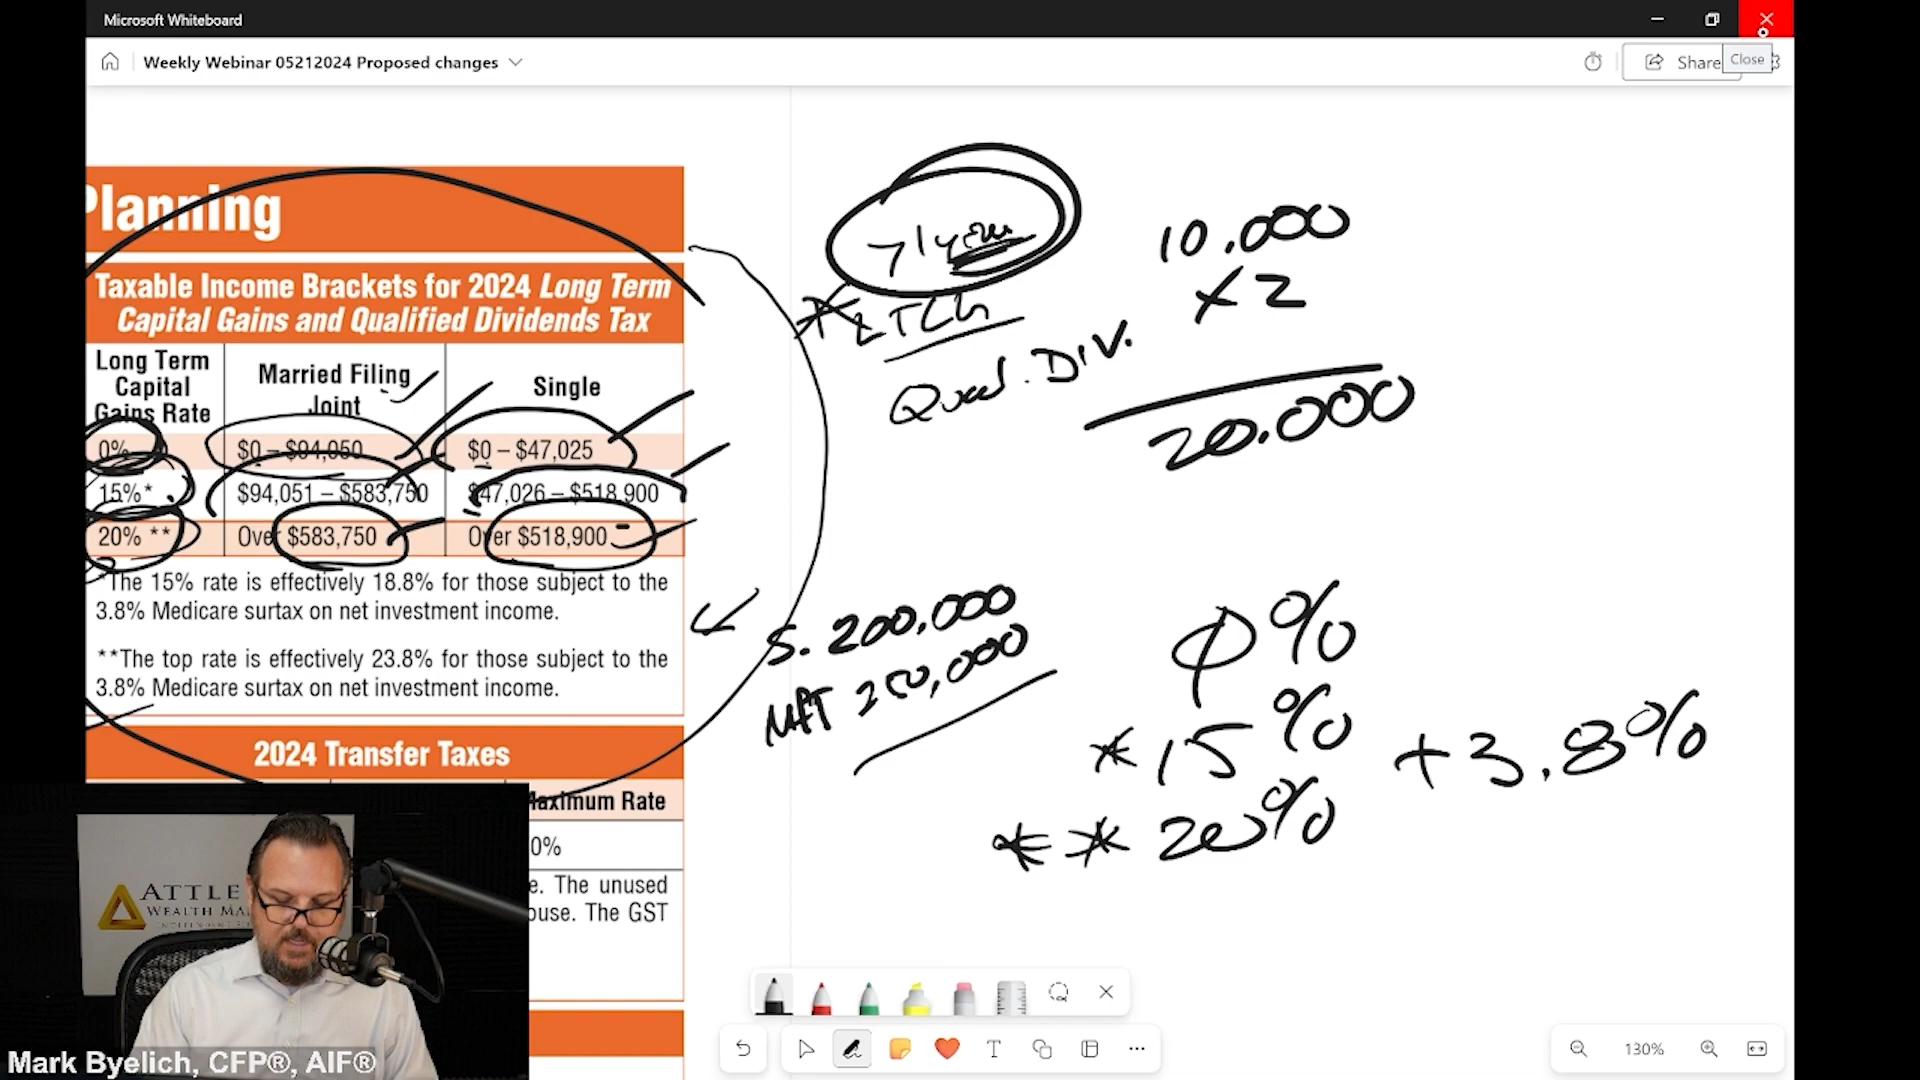 Microsoft Whiteboard
Weekly Webinar 05212024 Proposed changes
Share
Close
Planning
Taxable Income Brackets for 2024 Long Term
Capital Gains and Qualified Dividends Tax
Long Term
Capital
Gains Rate
Married Filing
Joint
Single
0%
$0 – $94,050
$0 – $47,025
15%*
$94,051 – $583,750
$47,026 – $518,900
20% **
Over $583,750
Over $518,900
*The 15% rate is effectively 18.8% for those subject to the
3.8% Medicare surtax on net investment income.
**The top rate is effectively 23.8% for those subject to the
3.8% Medicare surtax on net investment income.
2024 Transfer Taxes
Maximum Rate
0%
e. The unused
ouse. The GST
LTCG
Qual. Div.
10.000
x 2
20.000
S. 200,000
MFJ 250,000
0%
*15% +3.8%
**20%
ATTLE
WEALTH MA
Mark Byelich, CFP®, AIF®
130%